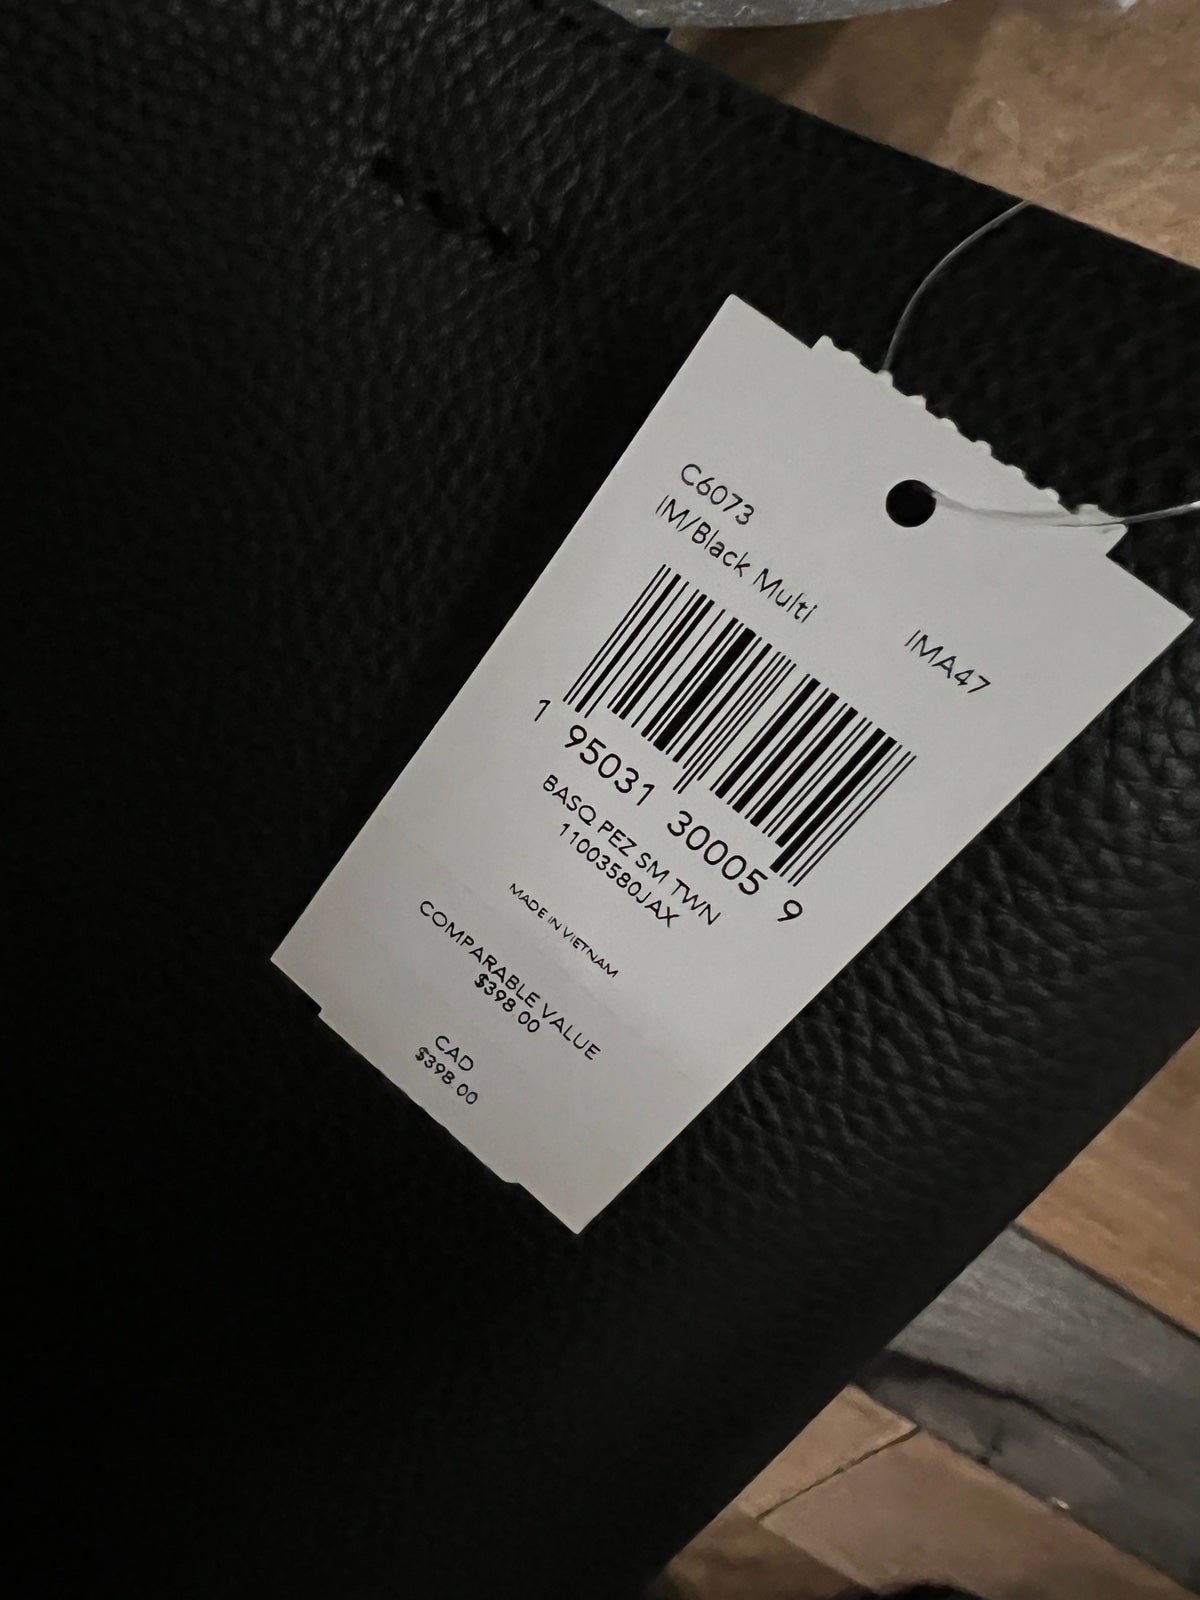 C6073
IM/Black Multi
IMA47
1 95031 30005 9
BASQ PEZ SM TWN
11003580JAX
MADE IN VIETNAM
COMPARABLE VALUE
$398.00
CAD
$398.00